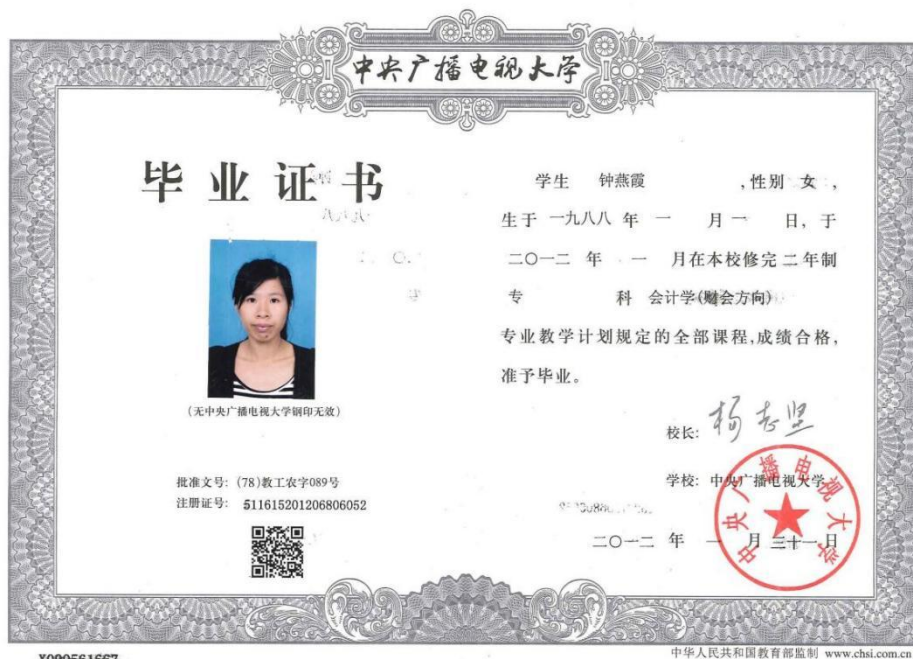 中央广播电视大学
毕业证书
(无中央广播电视大学钢印无效)
批准文号: (78)教工农字089号
注册证号: 511615201206806052
学生 钟燕霞 ,性别 女 ,
生于 一九八八 年 一 月 一 日, 于
二○一二 年 一 月在本校修完 二 年制
专 科 会计学(财会方向)
专业教学计划规定的全部课程,成绩合格,
准予毕业。
校长: 杨志坚
学校: 中央广播电视大学
二○一二 年 一 月 三十一 日
中央广播电视大学
中华人民共和国教育部监制 www.chsi.com.cn